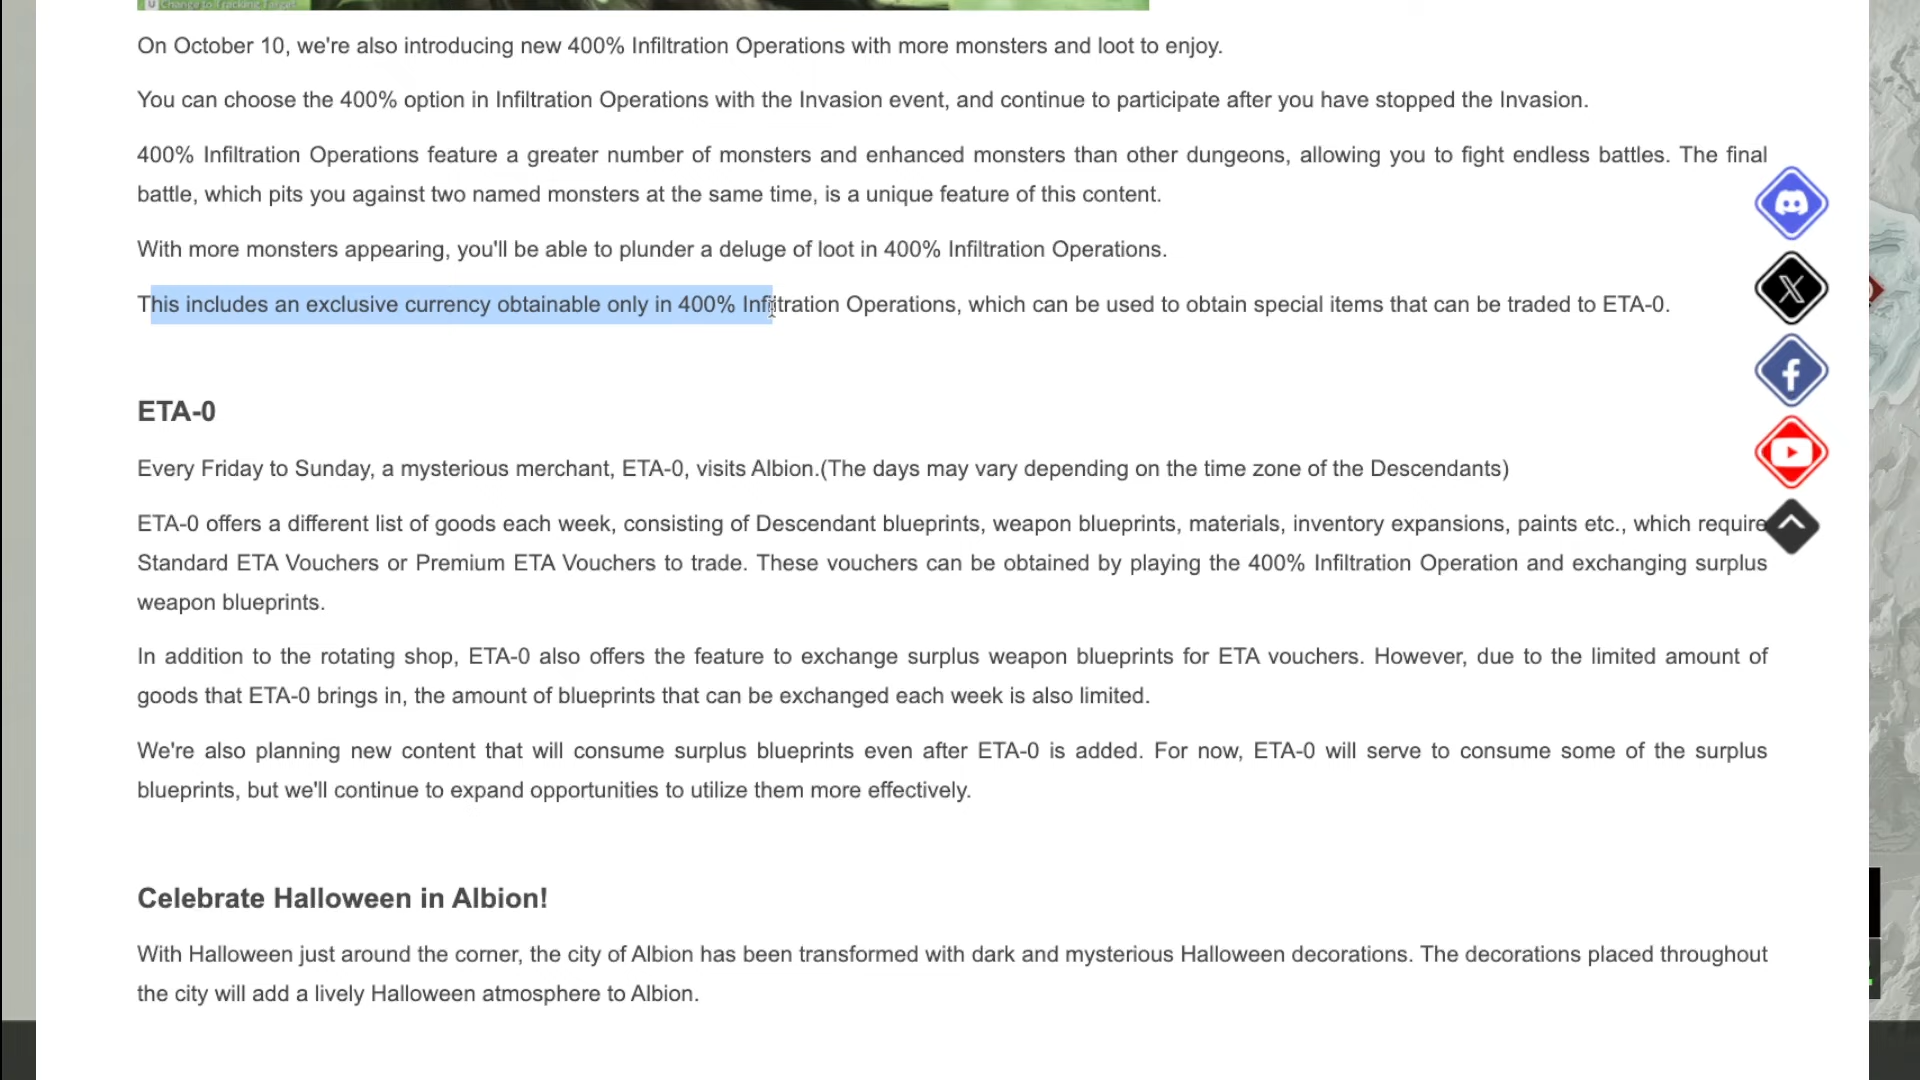 Change to Tracking Target
On October 10, we're also introducing new 400% Infiltration Operations with more monsters and loot to enjoy.
You can choose the 400% option in Infiltration Operations with the Invasion event, and continue to participate after you have stopped the Invasion.
400% Infiltration Operations feature a greater number of monsters and enhanced monsters than other dungeons, allowing you to fight endless battles. The final
battle, which pits you against two named monsters at the same time, is a unique feature of this content.
With more monsters appearing, you'll be able to plunder a deluge of loot in 400% Infiltration Operations.
This includes an exclusive currency obtainable only in 400% Infiltration Operations, which can be used to obtain special items that can be traded to ETA-0.
ETA-0
Every Friday to Sunday, a mysterious merchant, ETA-0, visits Albion.(The days may vary depending on the time zone of the Descendants)
ETA-0 offers a different list of goods each week, consisting of Descendant blueprints, weapon blueprints, materials, inventory expansions, paints etc., which require
Standard ETA Vouchers or Premium ETA Vouchers to trade. These vouchers can be obtained by playing the 400% Infiltration Operation and exchanging surplus
weapon blueprints.
In addition to the rotating shop, ETA-0 also offers the feature to exchange surplus weapon blueprints for ETA vouchers. However, due to the limited amount of
goods that ETA-0 brings in, the amount of blueprints that can be exchanged each week is also limited.
We're also planning new content that will consume surplus blueprints even after ETA-0 is added. For now, ETA-0 will serve to consume some of the surplus
blueprints, but we'll continue to expand opportunities to utilize them more effectively.
Celebrate Halloween in Albion!
With Halloween just around the corner, the city of Albion has been transformed with dark and mysterious Halloween decorations. The decorations placed throughout
the city will add a lively Halloween atmosphere to Albion.